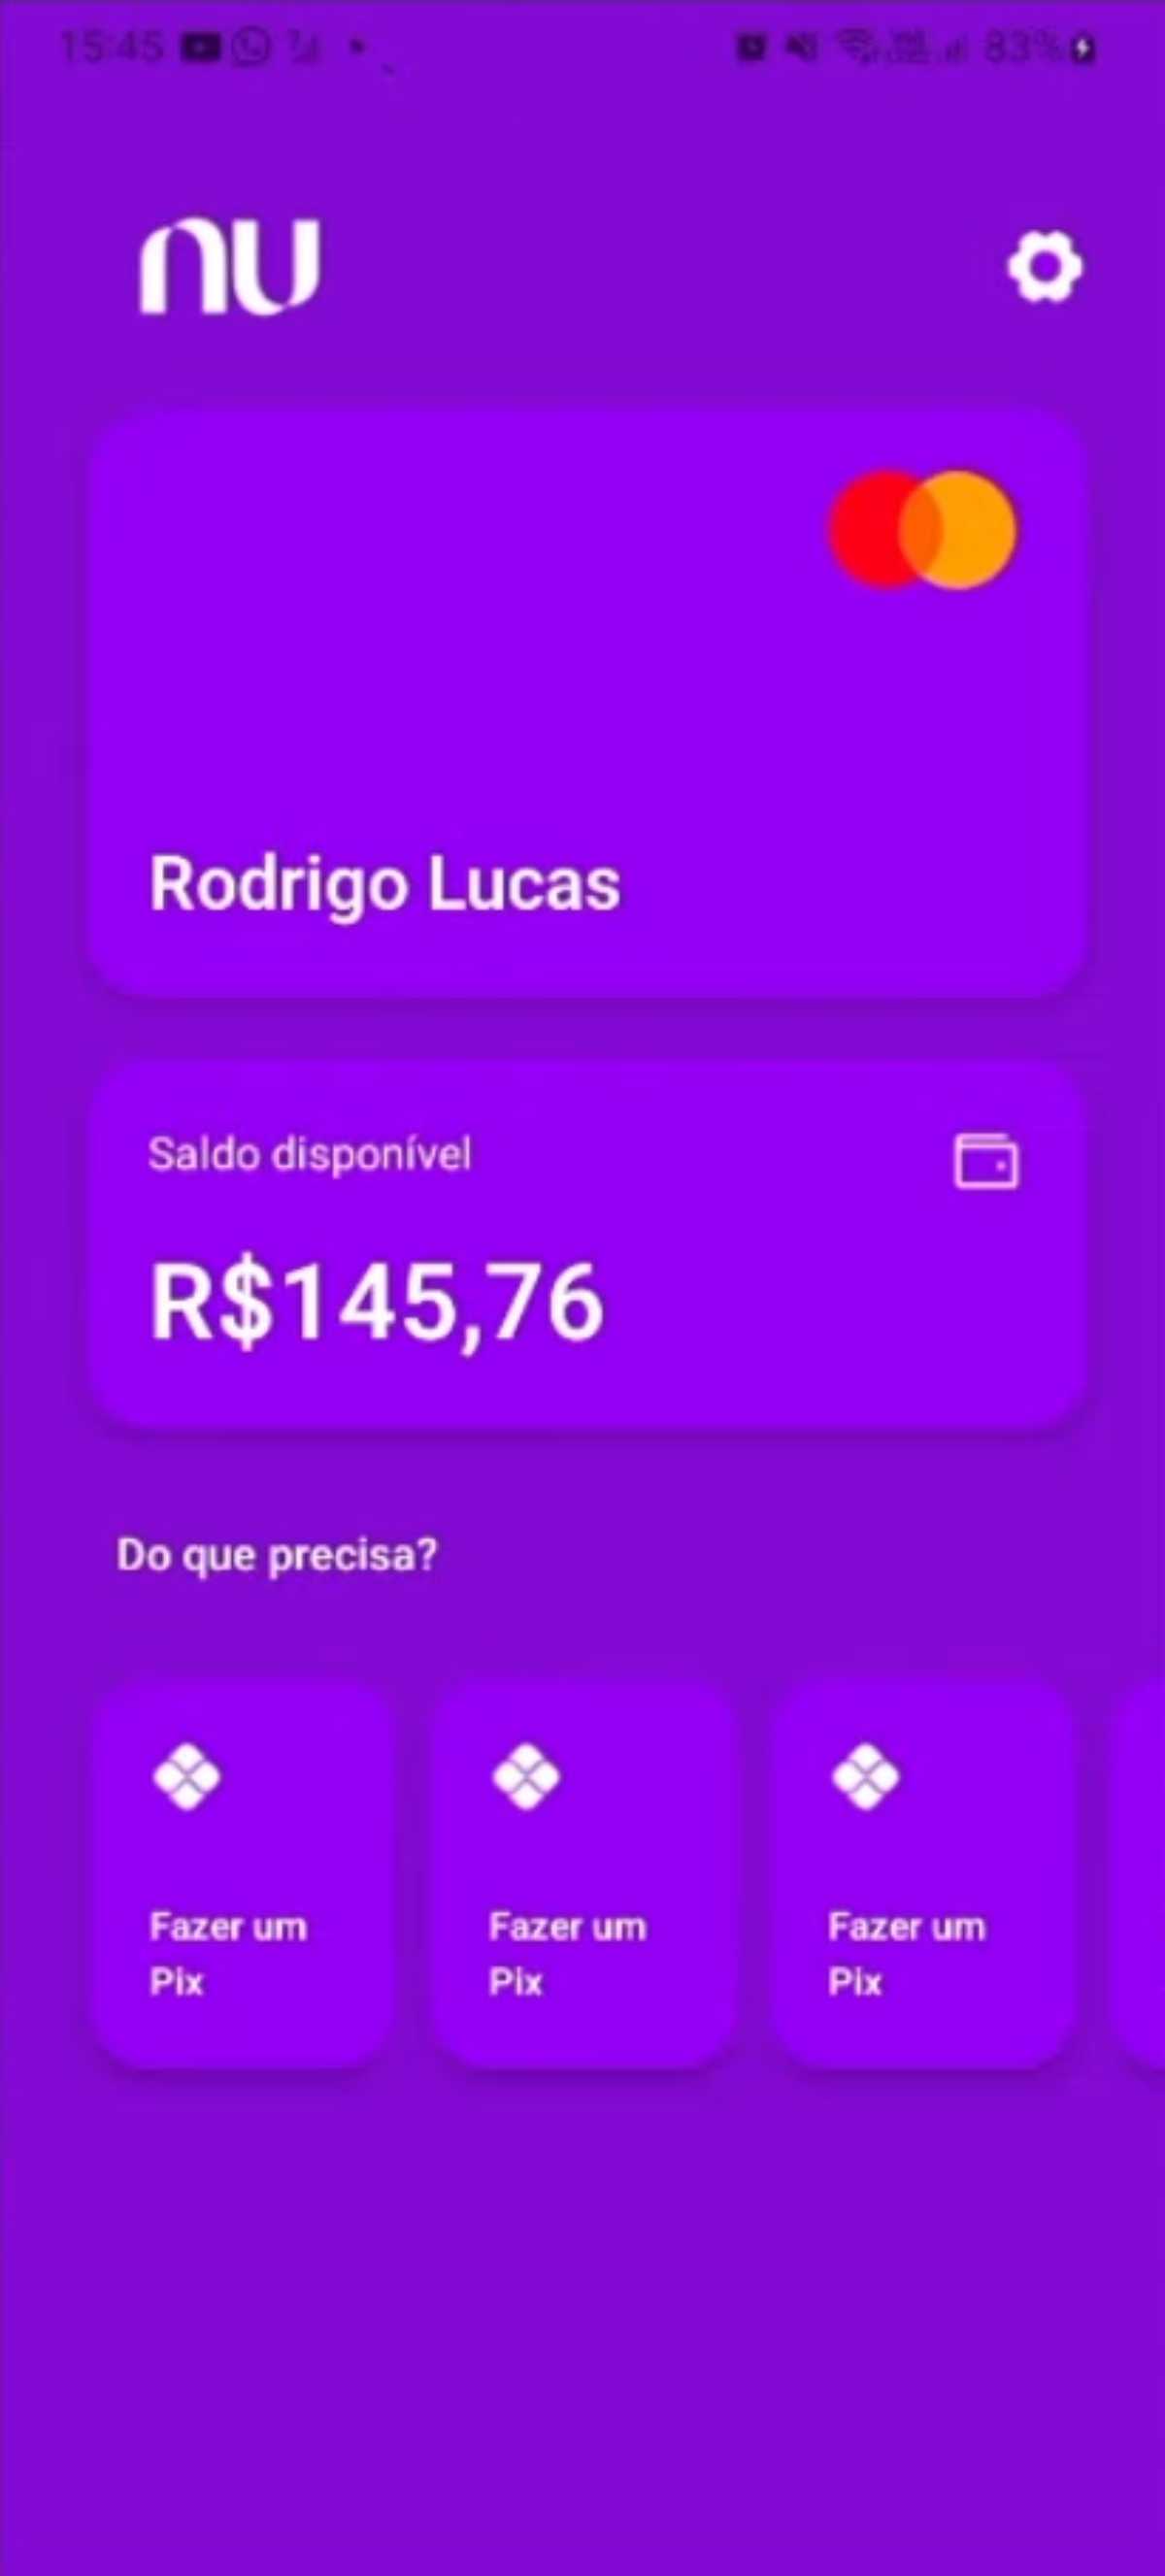 15:45
83%
nu
Rodrigo Lucas
Saldo disponível
R$145,76
Do que precisa?
Fazer um
Pix
Fazer um
Pix
Fazer um
Pix